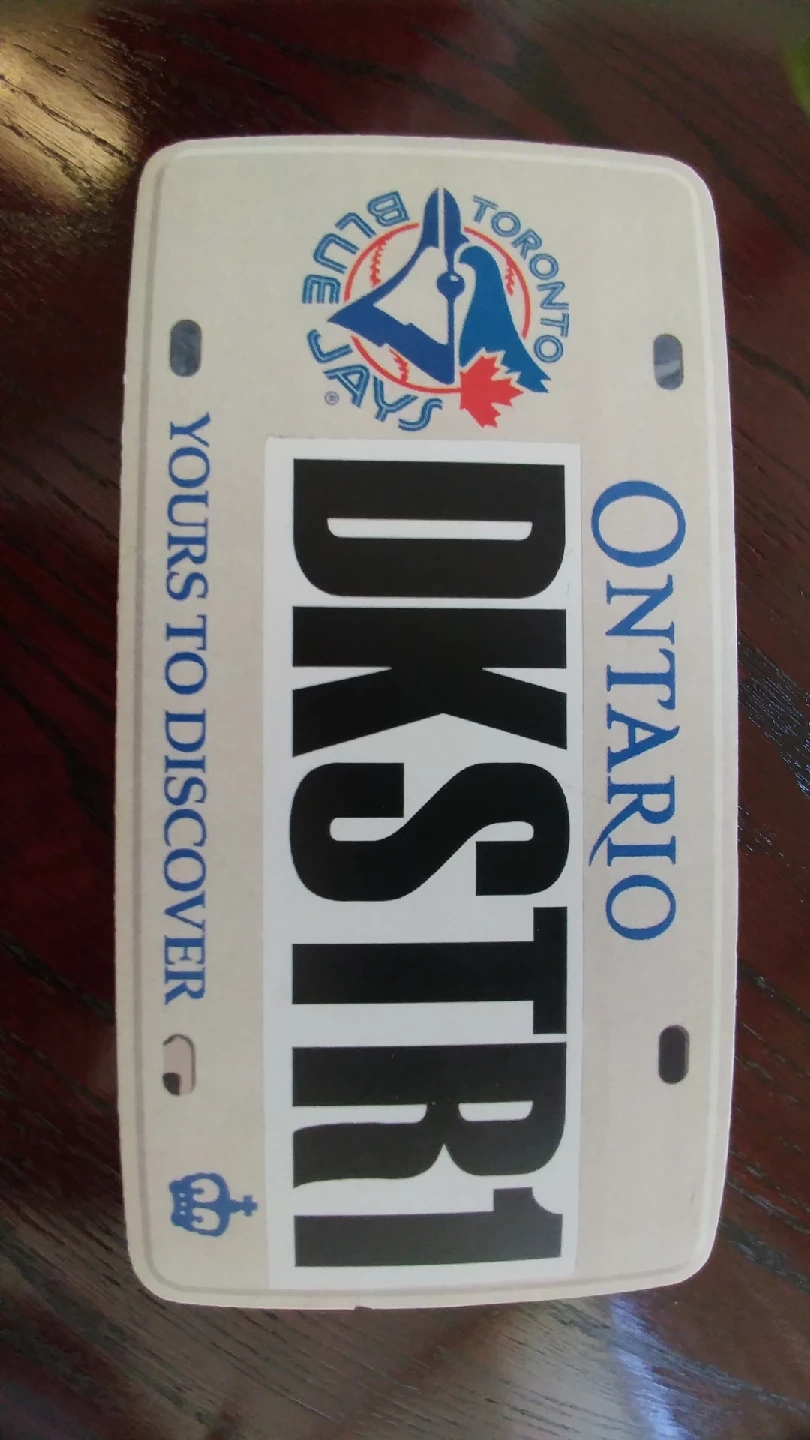 ONTARIO
TORONTO
BLUE JAYS®
DKSTR1
YOURS TO DISCOVER